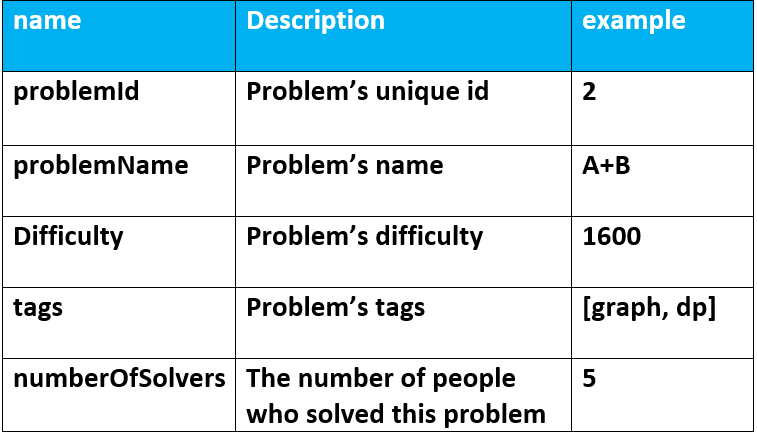 name Description example
problemId Problem’s unique id 2
problemName Problem’s name A+B
Difficulty Problem’s difficulty 1600
tags Problem’s tags [graph, dp]
numberOfSolvers The number of people 5
who solved this problem